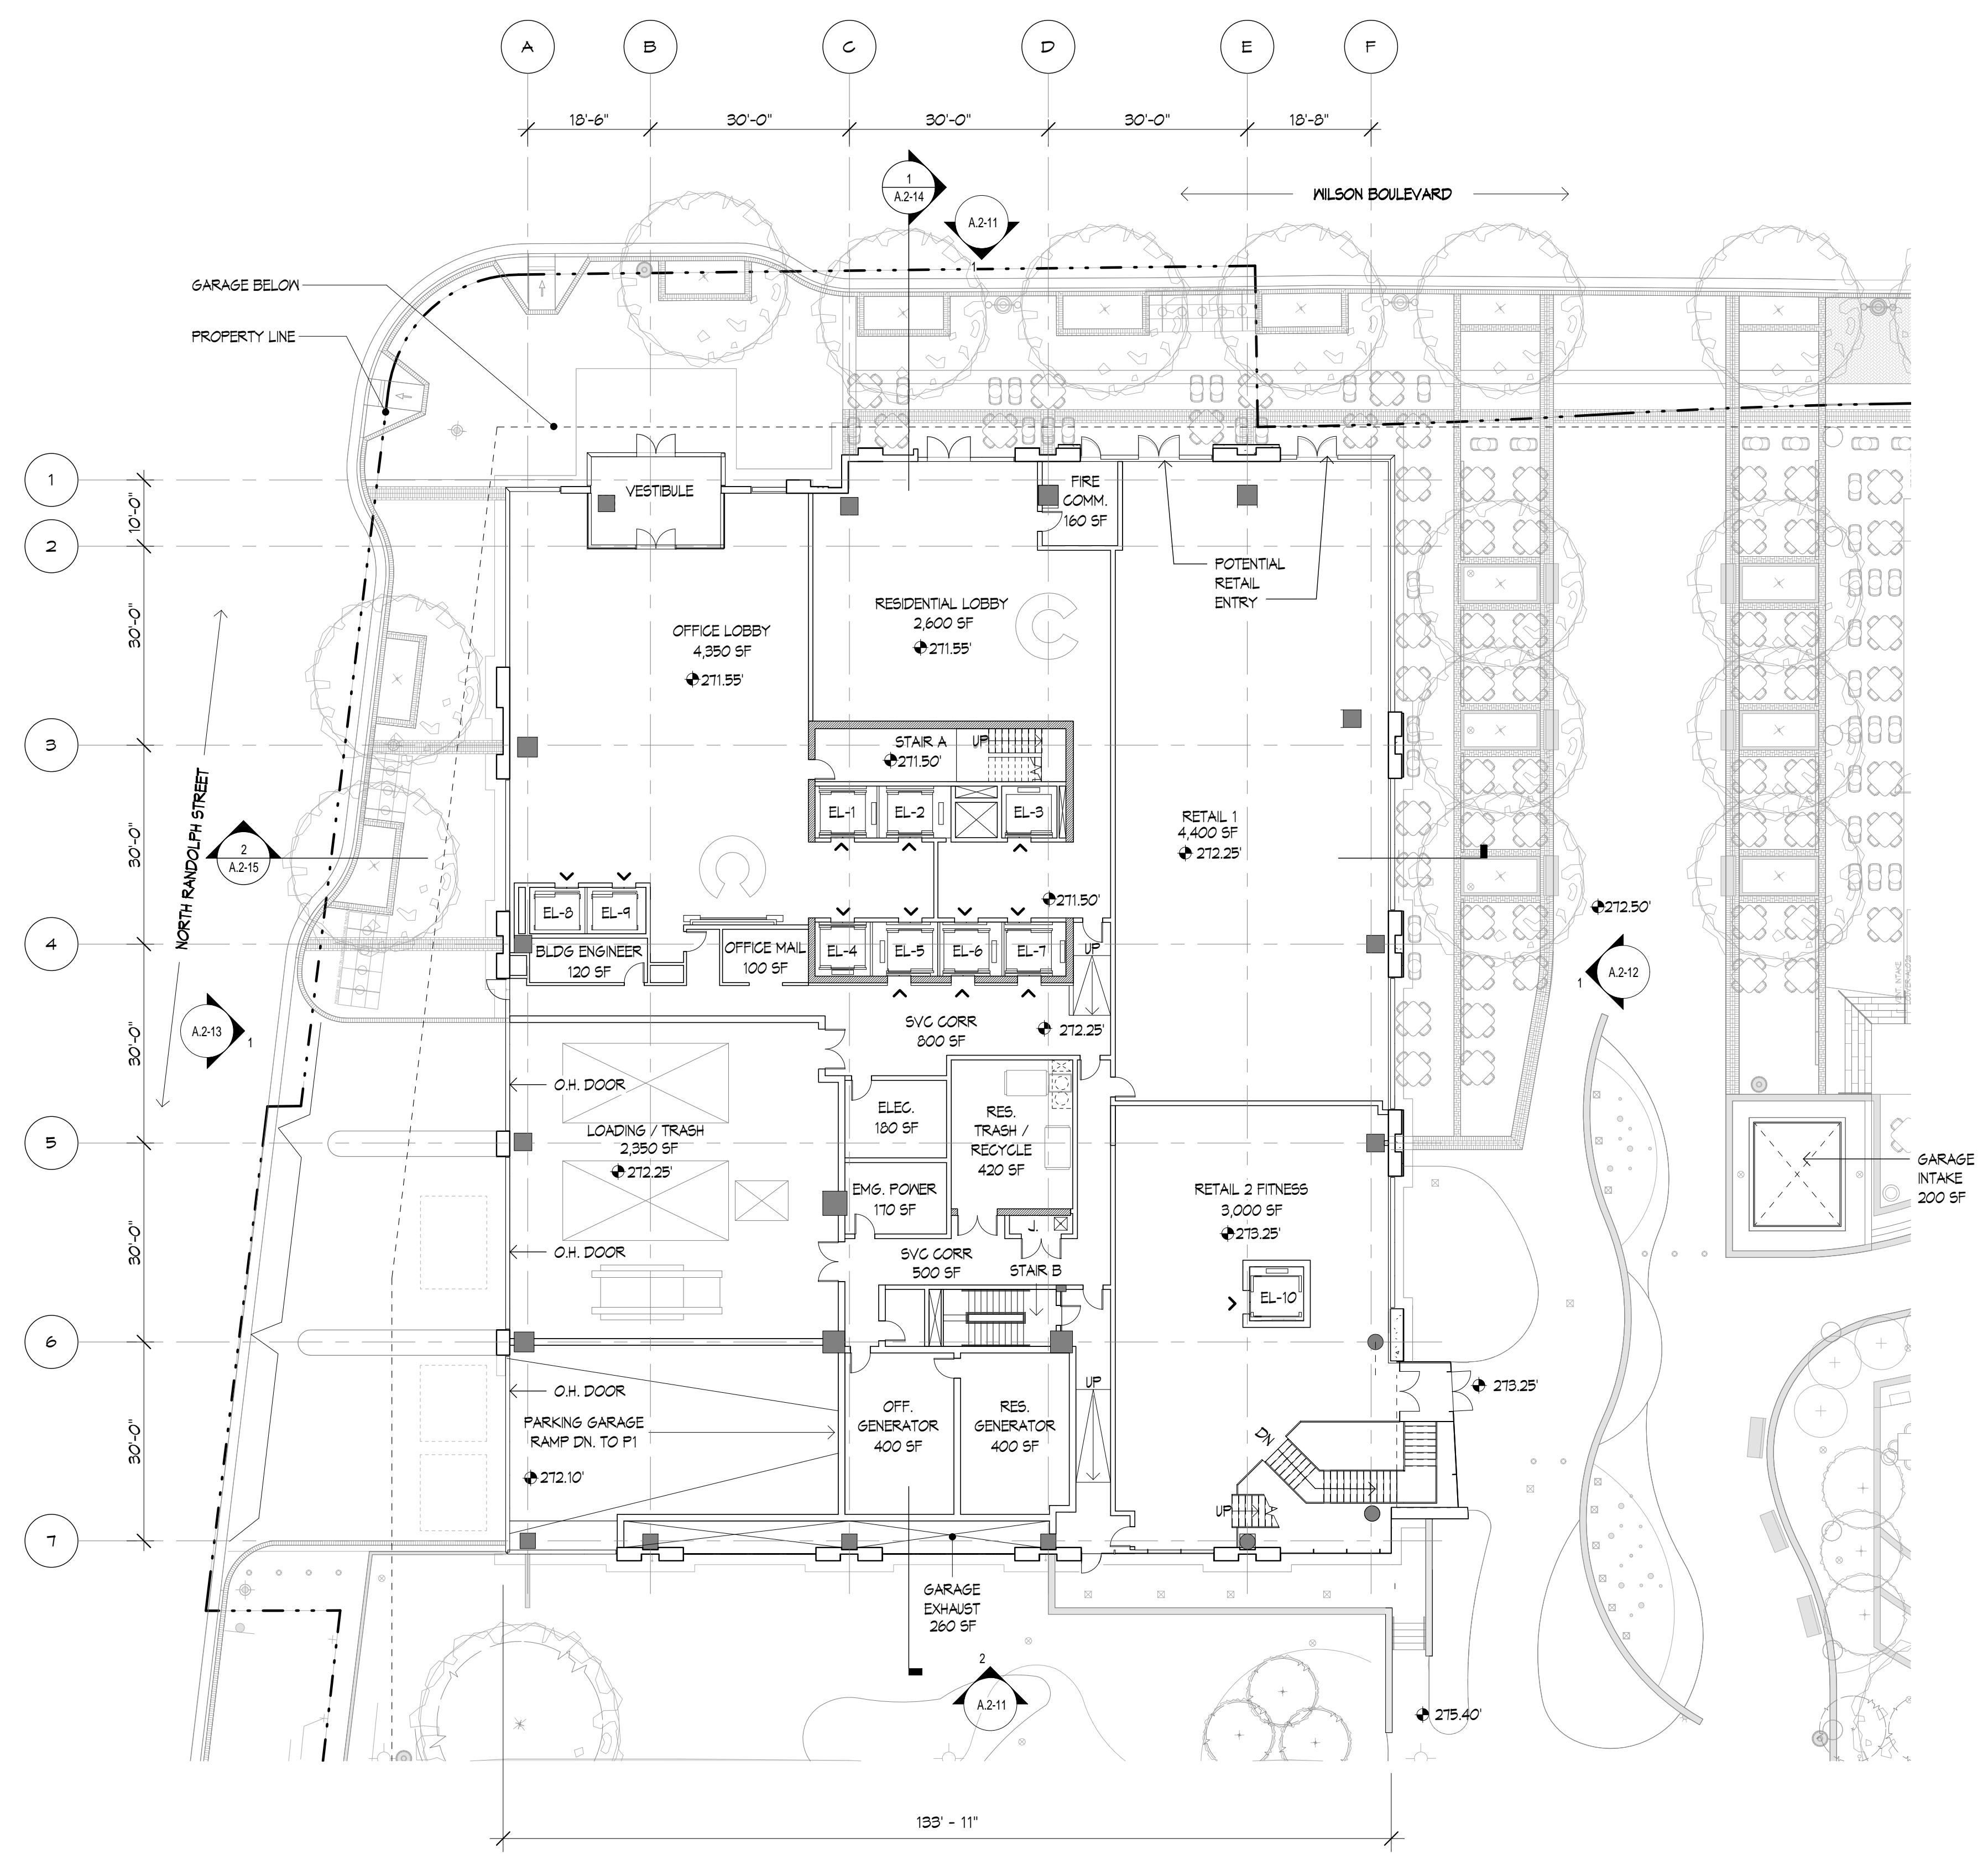 A
B
C
D
E
F
18'-6"
30'-0"
30'-0"
30'-0"
18'-8"
1
A.2-14
WILSON BOULEVARD
A.2-11
1
GARAGE BELOW
PROPERTY LINE
1
10'-0"
2
30'-0"
3
30'-0"
4
30'-0"
5
30'-0"
6
30'-0"
7
NORTH RANDOLPH STREET
2
A.2-15
A.2-13
1
VESTIBULE
FIRE
COMM.
160 SF
POTENTIAL
RETAIL
ENTRY
RESIDENTIAL LOBBY
2,600 SF
271.55'
OFFICE LOBBY
4,350 SF
271.55'
STAIR A
UP
271.50'
EL-1
EL-2
EL-3
RETAIL 1
4,400 SF
272.25'
271.50'
272.50'
EL-8
EL-9
EL-4
EL-5
EL-6
EL-7
UP
BLDG ENGINEER
120 SF
OFFICE MAIL
100 SF
A.2-12
1
SVC CORR
800 SF
272.25'
O.H. DOOR
LOADING / TRASH
2,350 SF
272.25'
ELEC.
180 SF
RES.
TRASH /
RECYCLE
420 SF
EMG. POWER
170 SF
J.
RETAIL 2 FITNESS
3,000 SF
273.25'
GARAGE
INTAKE
200 SF
O.H. DOOR
SVC CORR
500 SF
STAIR B
EL-10
O.H. DOOR
PARKING GARAGE
RAMP DN. TO P1
272.10'
OFF.
GENERATOR
400 SF
RES.
GENERATOR
400 SF
UP
273.25'
DN
UP
GARAGE
EXHAUST
260 SF
2
A.2-11
275.40'
133' - 11"